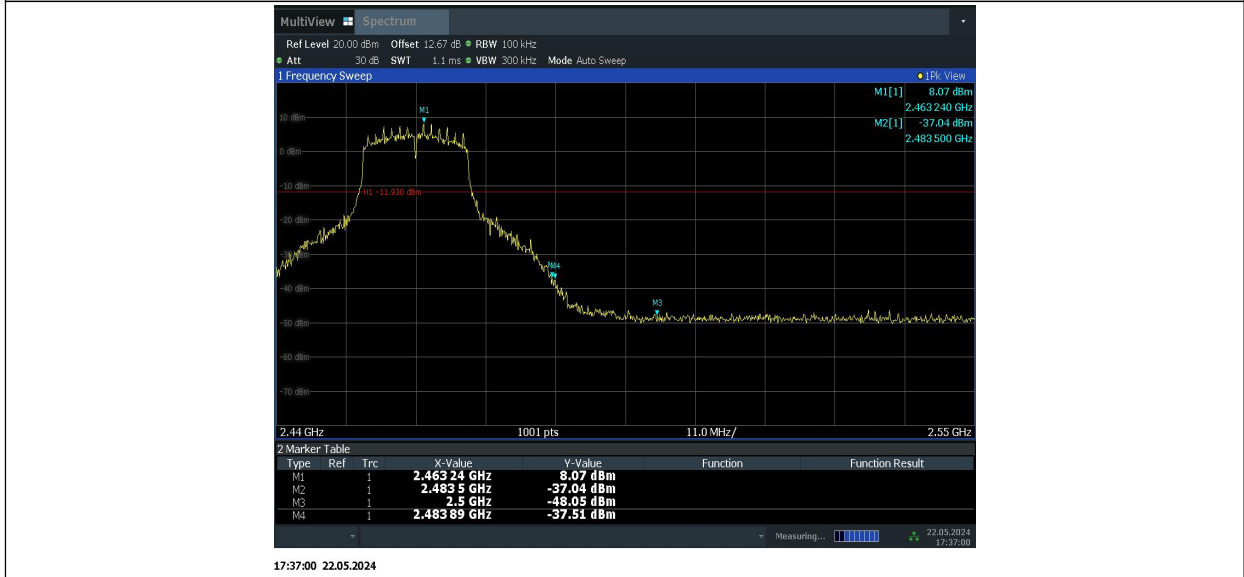 MultiView Spectrum
Ref Level 20.00 dBm Offset 12.67 dB RBW 100 kHz
Att 30 dB SWT 1.1 ms VBW 300 kHz Mode Auto Sweep
1 Frequency Sweep 1Pk View
M1[1] 8.07 dBm
2.463 240 GHz
M2[1] -37.04 dBm
2.483 500 GHz
M1
10 dBm
0 dBm
-10 dBm
H1 -11.930 dBm
-20 dBm
-30 dBm
M4
-40 dBm
M3
-50 dBm
-60 dBm
-70 dBm
2.44 GHz 1001 pts 11.0 MHz/ 2.55 GHz
2 Marker Table
Type Ref Trc X-Value Y-Value Function Function Result
M1 1 2.463 24 GHz 8.07 dBm
M2 1 2.483 5 GHz -37.04 dBm
M3 1 2.5 GHz -48.05 dBm
M4 1 2.483 89 GHz -37.51 dBm
Measuring... 22.05.2024
17:37:00
17:37:00 22.05.2024